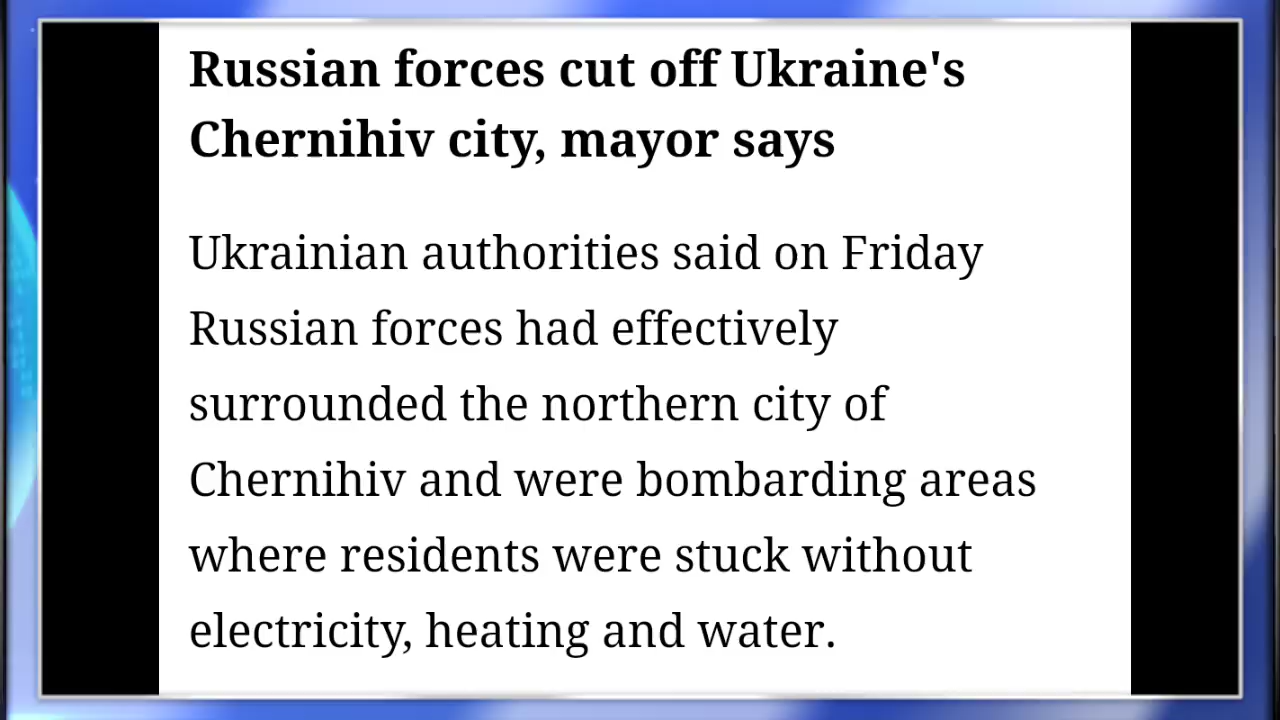 Russian forces cut off Ukraine's
Chernihiv city, mayor says
Ukrainian authorities said on Friday
Russian forces had effectively
surrounded the northern city of
Chernihiv and were bombarding areas
where residents were stuck without
electricity, heating and water.